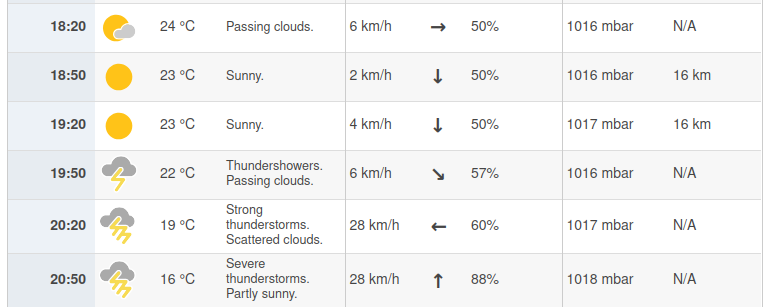 18:20 24 °C Passing clouds. 6 km/h → 50% 1016 mbar N/A
18:50 23 °C Sunny. 2 km/h ↓ 50% 1016 mbar 16 km
19:20 23 °C Sunny. 4 km/h ↓ 50% 1017 mbar 16 km
19:50 22 °C Thundershowers. 6 km/h ↘ 57% 1016 mbar N/A
Passing clouds.
20:20 19 °C Strong 28 km/h ← 60% 1017 mbar N/A
thunderstorms.
Scattered clouds.
20:50 16 °C Severe 28 km/h ↑ 88% 1018 mbar N/A
thunderstorms.
Partly sunny.